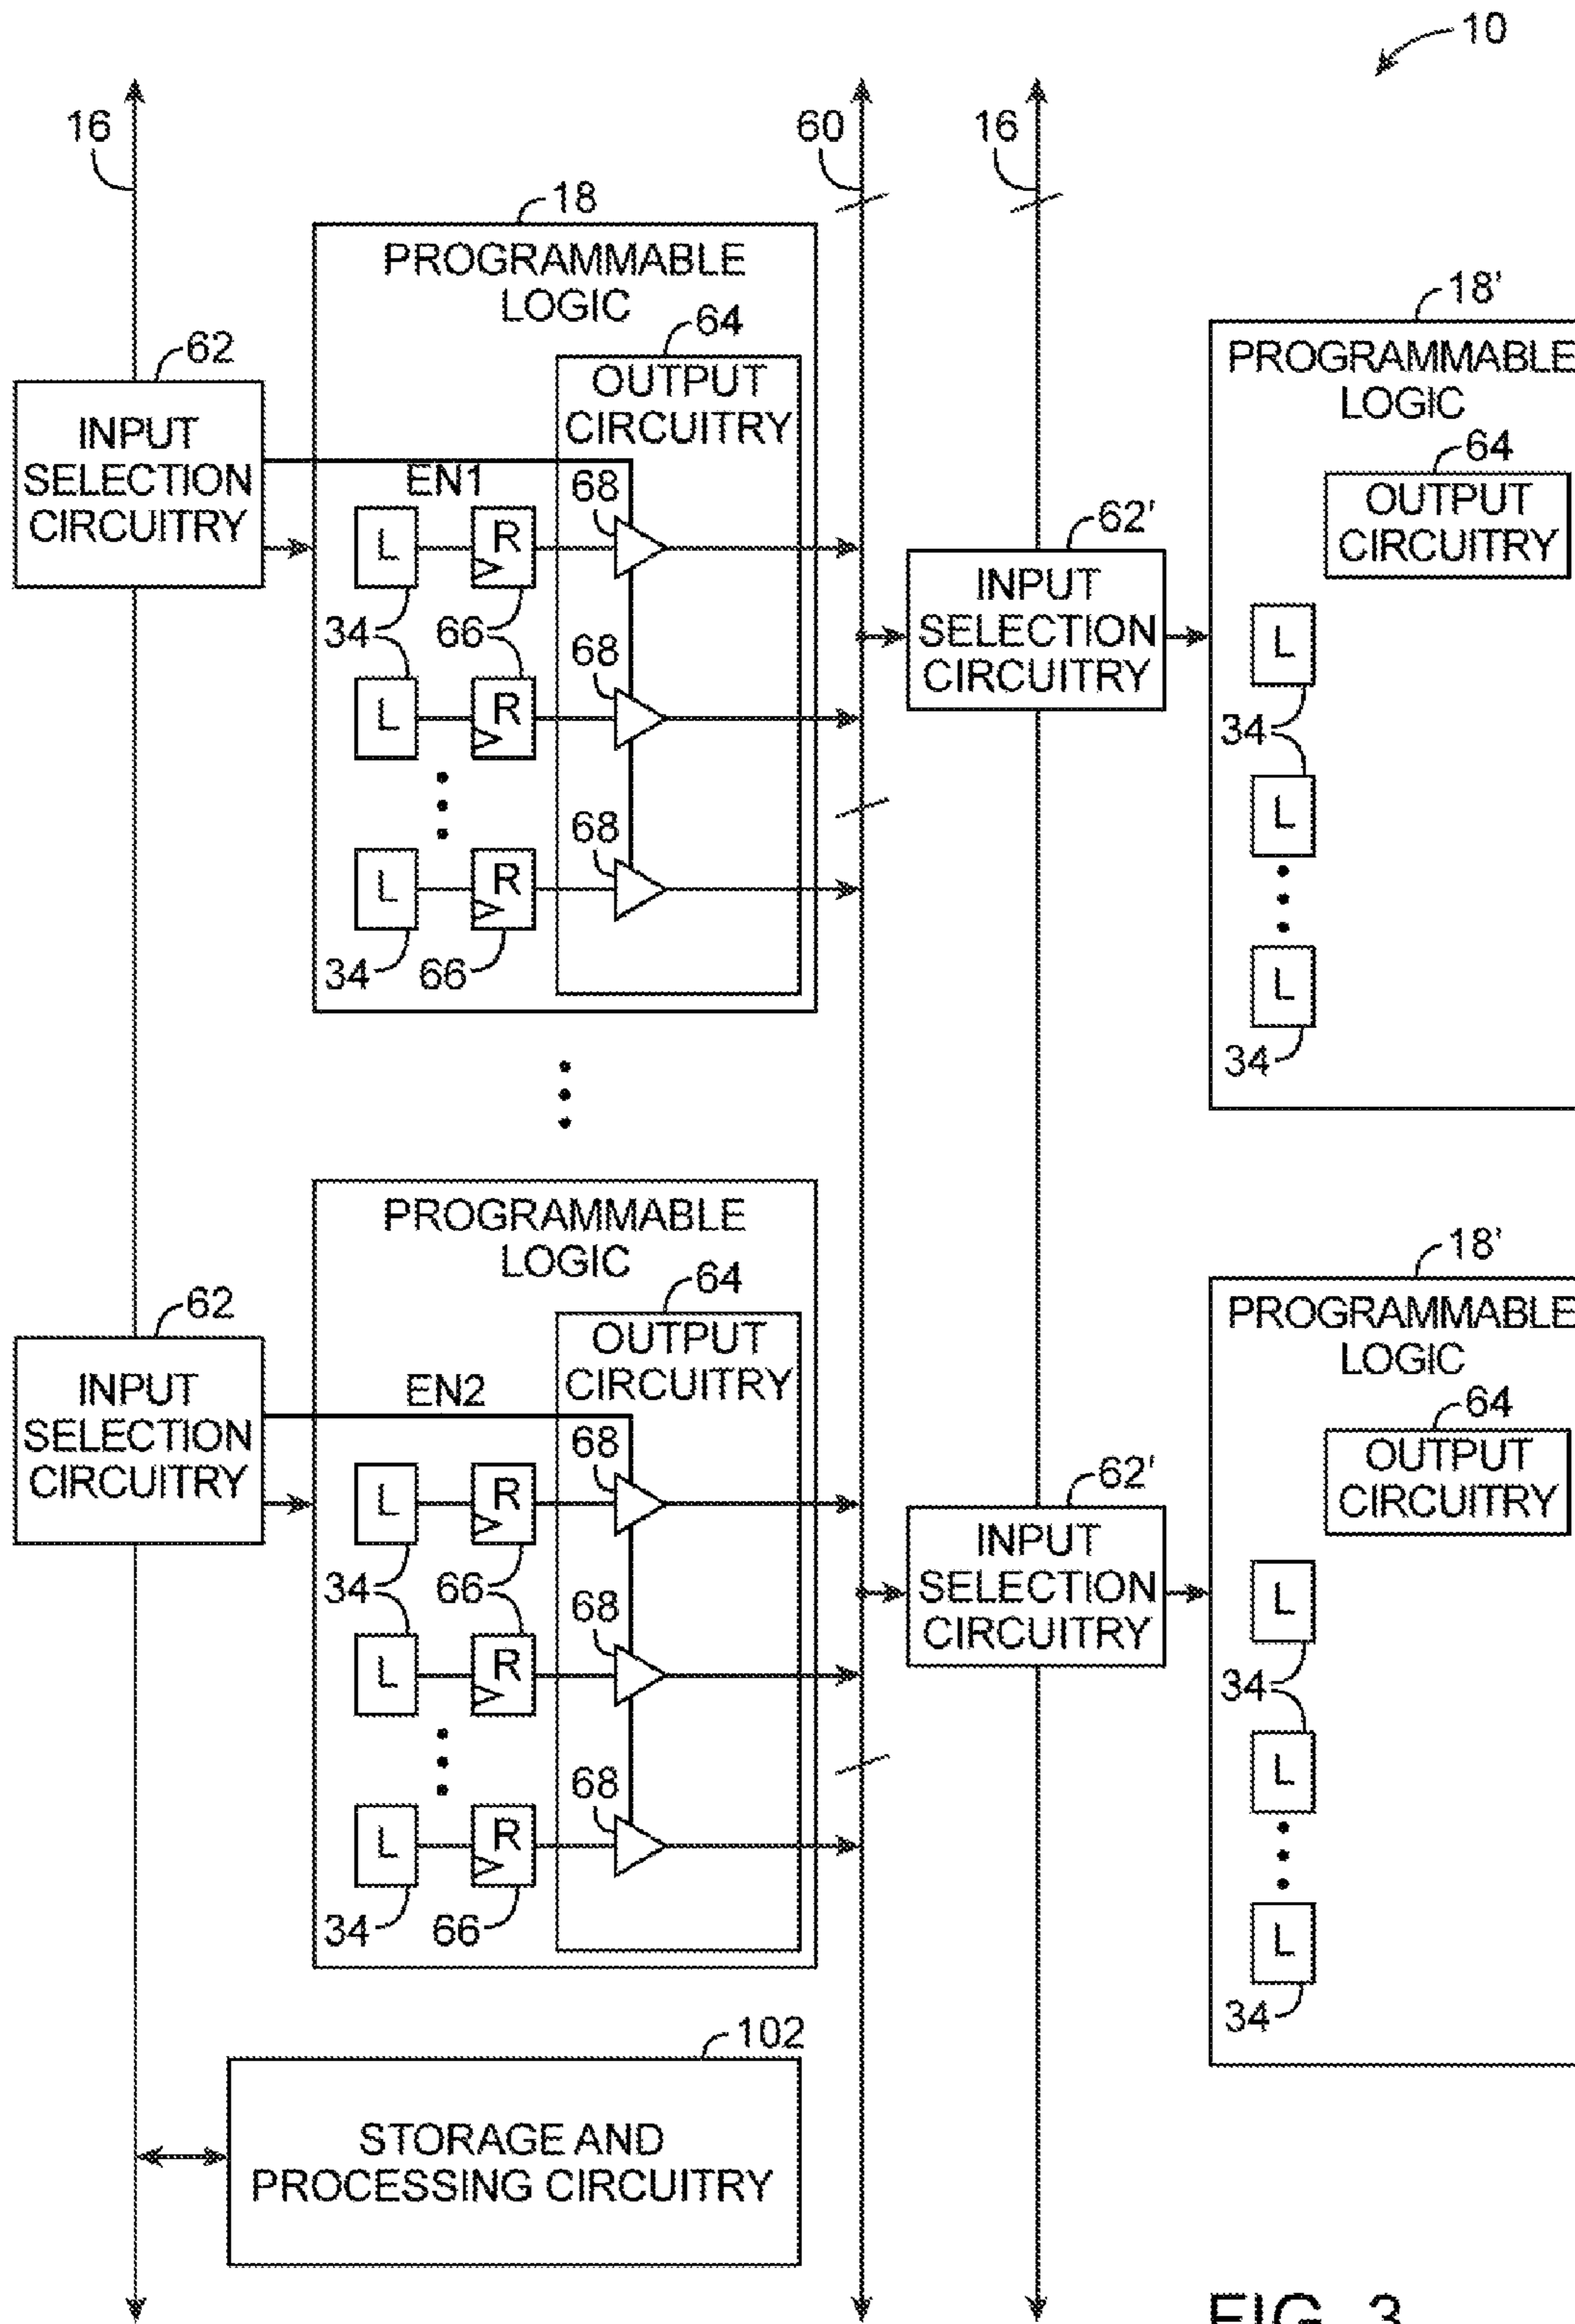 10
16
60
16
18
PROGRAMMABLE
LOGIC
64
OUTPUT
CIRCUITRY
62
INPUT
SELECTION
CIRCUITRY
EN1
68
L
R
34
66
68
L
R
68
L
R
34
66
62'
INPUT
SELECTION
CIRCUITRY
18'
PROGRAMMABLE
LOGIC
64
OUTPUT
CIRCUITRY
L
34
L
L
34
PROGRAMMABLE
LOGIC
64
OUTPUT
CIRCUITRY
62
INPUT
SELECTION
CIRCUITRY
EN2
68
L
R
34
66
68
L
R
68
L
R
34
66
62'
INPUT
SELECTION
CIRCUITRY
18'
PROGRAMMABLE
LOGIC
64
OUTPUT
CIRCUITRY
L
34
L
L
34
102
STORAGE AND
PROCESSING CIRCUITRY
FIG. 3